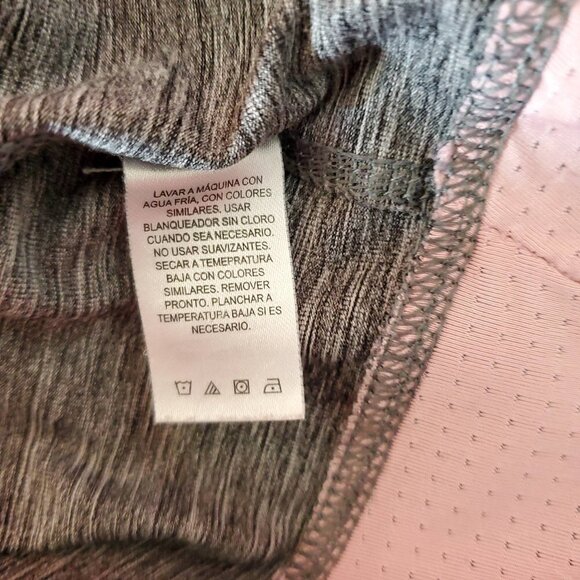 LAVAR A MÁQUINA CON
AGUA FRÍA, CON COLORES
SIMILARES. USAR
BLANQUEADOR SIN CLORO
CUANDO SEA NECESARIO.
NO USAR SUAVIZANTES.
SECAR A TEMEPRATURA
BAJA CON COLORES
SIMILARES. REMOVER
PRONTO. PLANCHAR A
TEMPERATURA BAJA SI ES
NECESARIO.